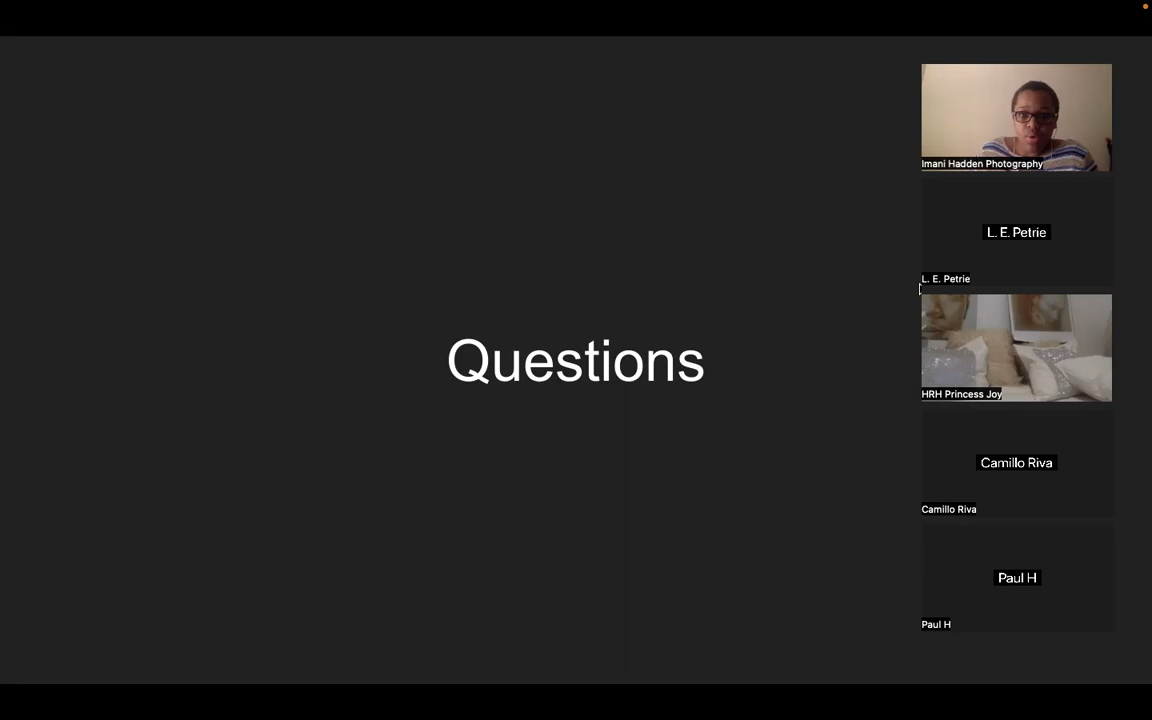 Imani Hadden Photography
L. E. Petrie
L. E. Petrie
Questions
HRH Princess Joy
Camillo Riva
Camillo Riva
Paul H
Paul H